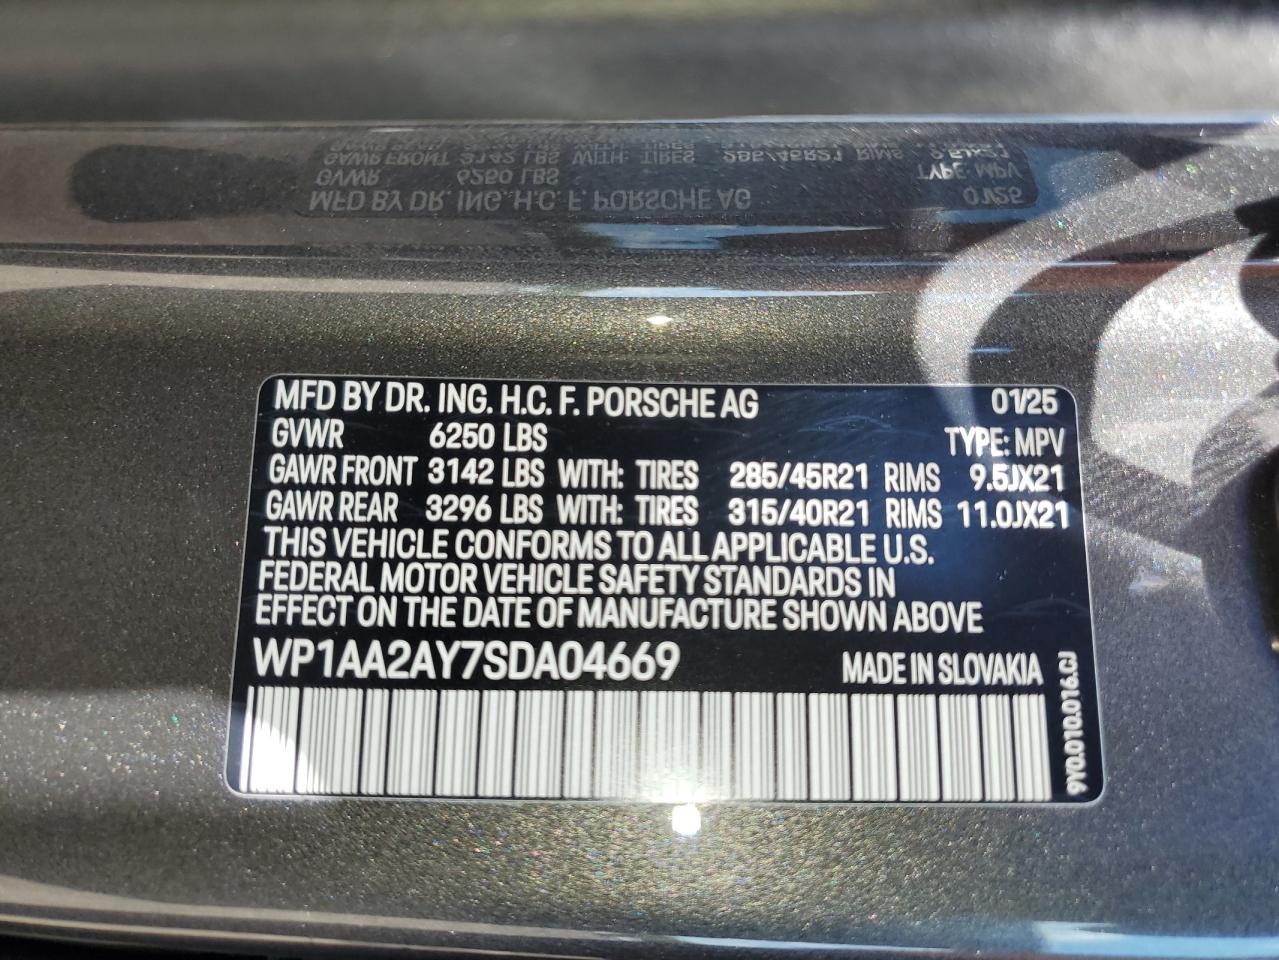 MFD BY DR. ING. H.C. F. PORSCHE AG 01/25
GVWR 6250 LBS TYPE: MPV
GAWR FRONT 3142 LBS WITH: TIRES 285/45R21 RIMS 9.5JX21
GAWR REAR 3296 LBS WITH: TIRES 315/40R21 RIMS 11.0JX21
THIS VEHICLE CONFORMS TO ALL APPLICABLE U.S.
FEDERAL MOTOR VEHICLE SAFETY STANDARDS IN
EFFECT ON THE DATE OF MANUFACTURE SHOWN ABOVE
WP1AA2AY7SDA04669 MADE IN SLOVAKIA
9Y0.010.016.CJ